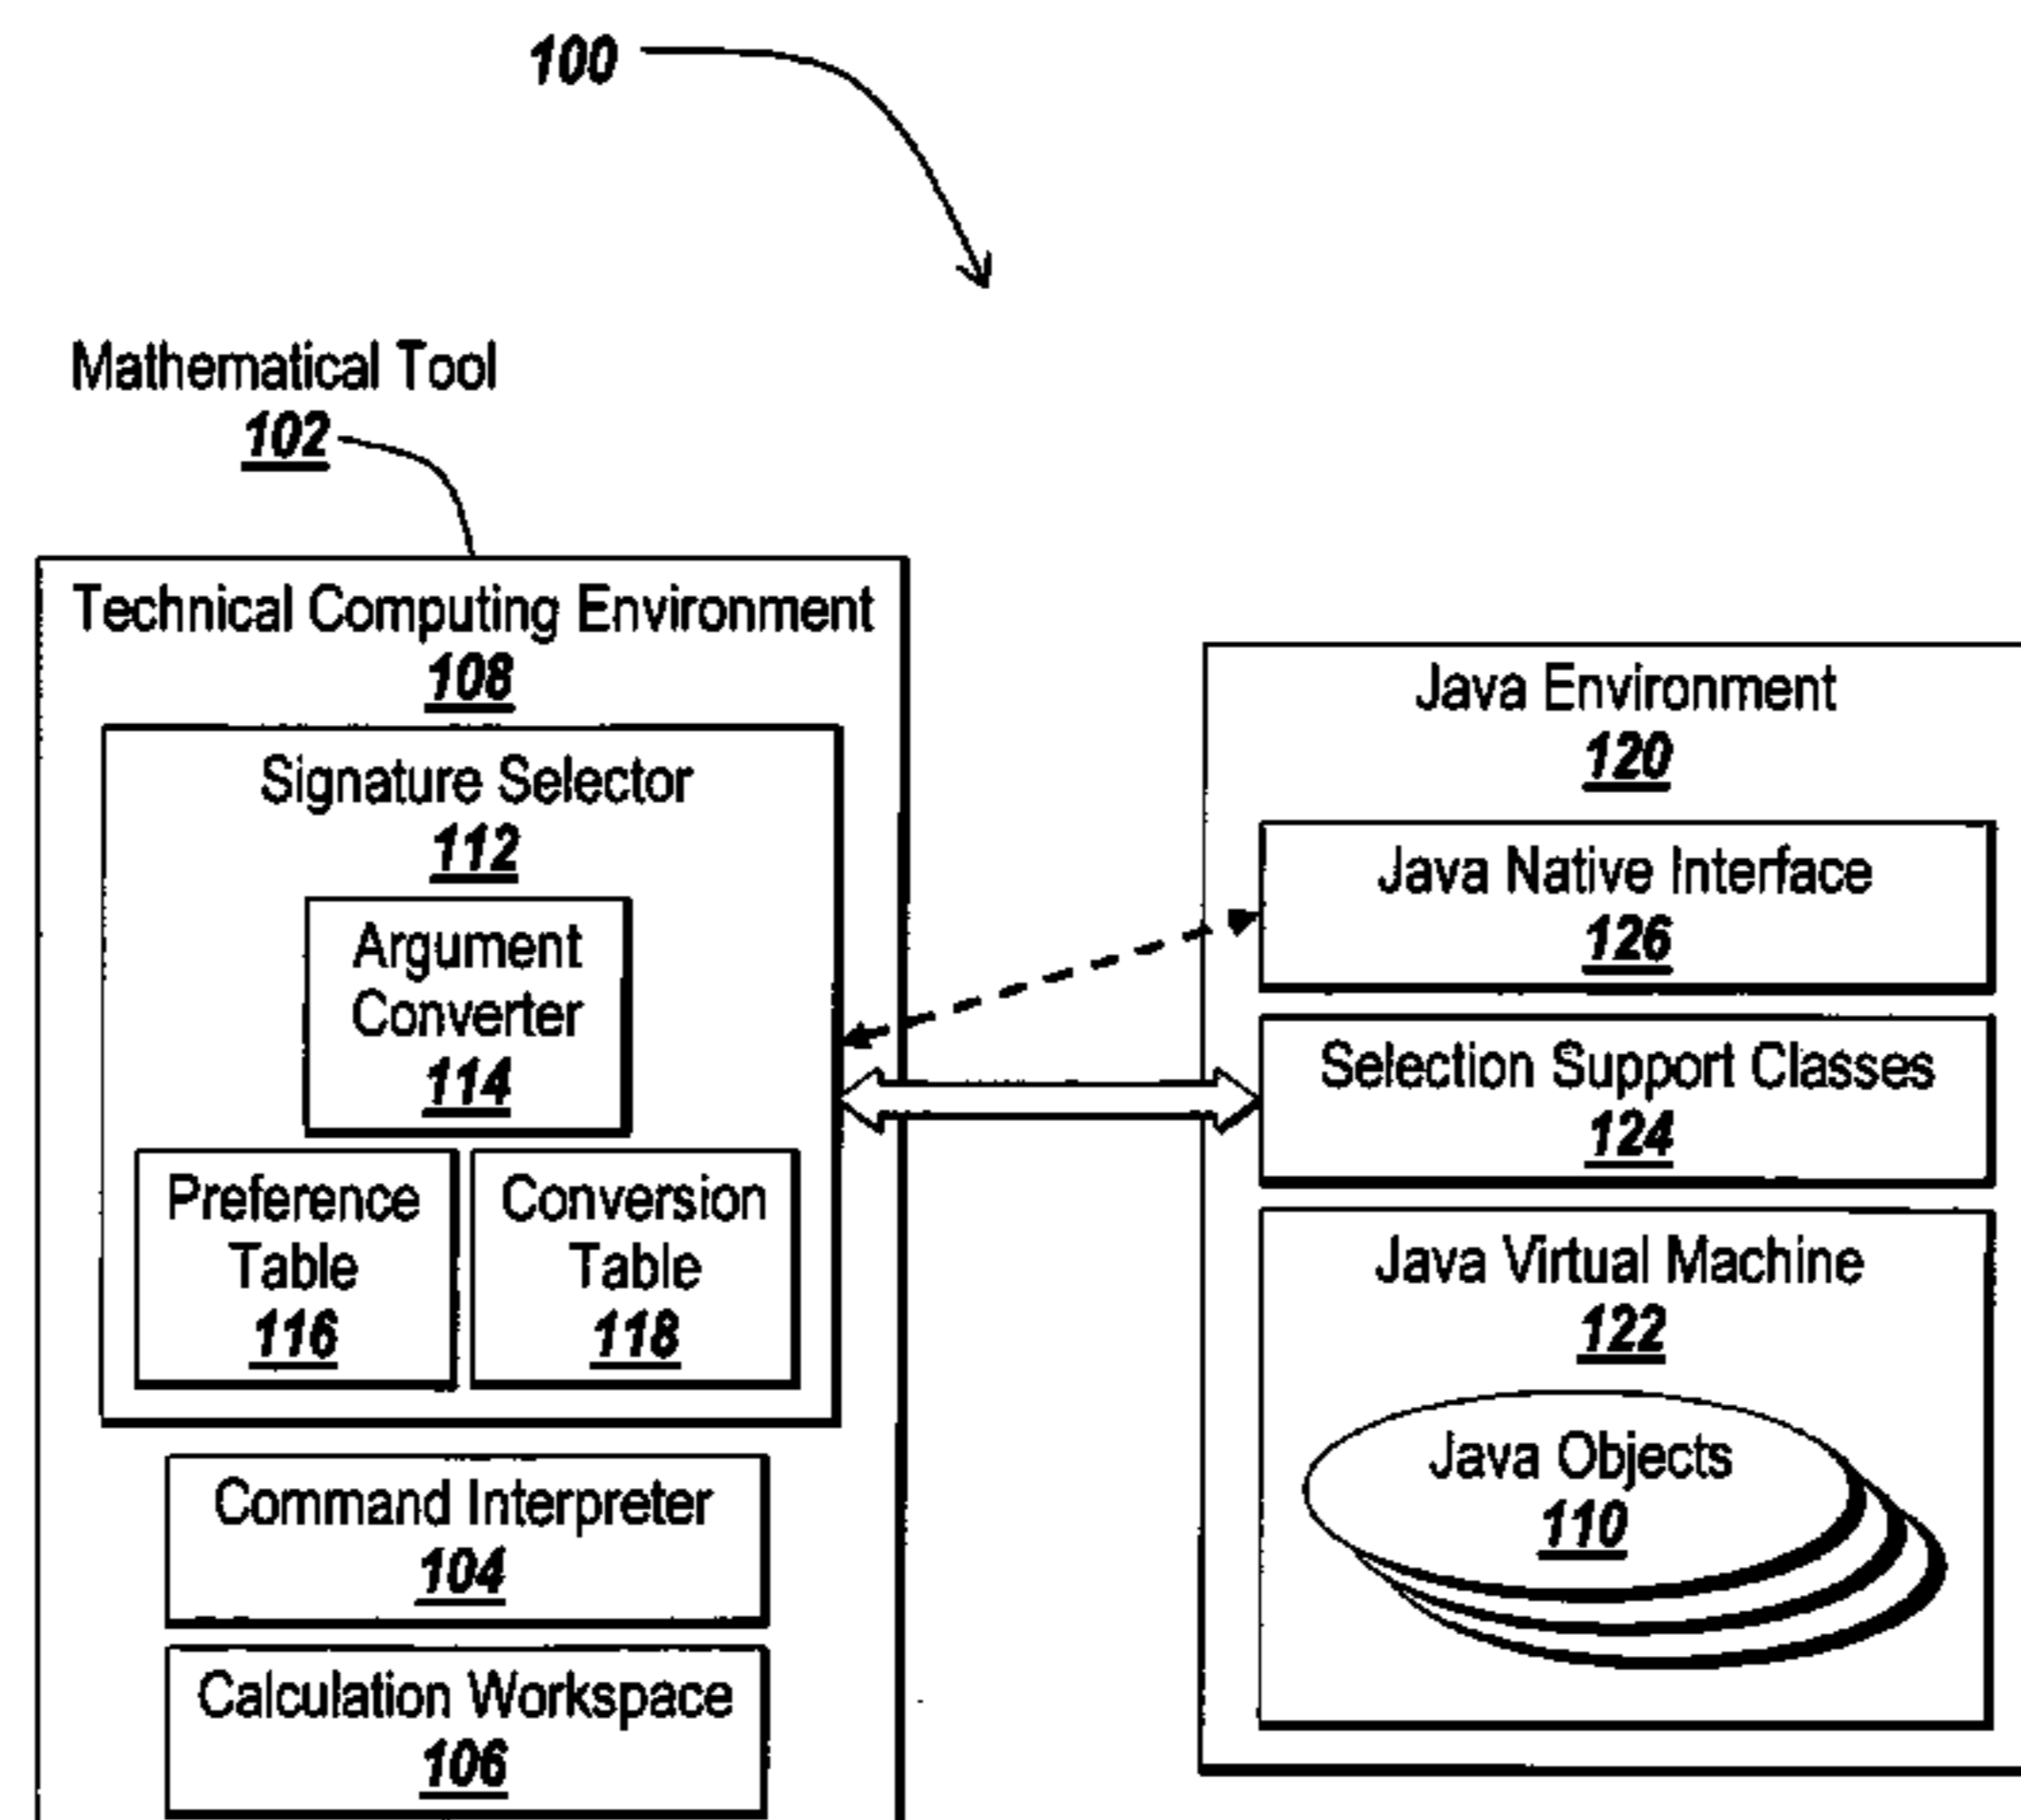 100
Mathematical Tool
102
Technical Computing Environment
108
Signature Selector
112
Argument
Converter
114
Preference
Table
116
Conversion
Table
118
Command Interpreter
104
Calculation Workspace
106
Java Environment
120
Java Native Interface
126
Selection Support Classes
124
Java Virtual Machine
122
Java Objects
110